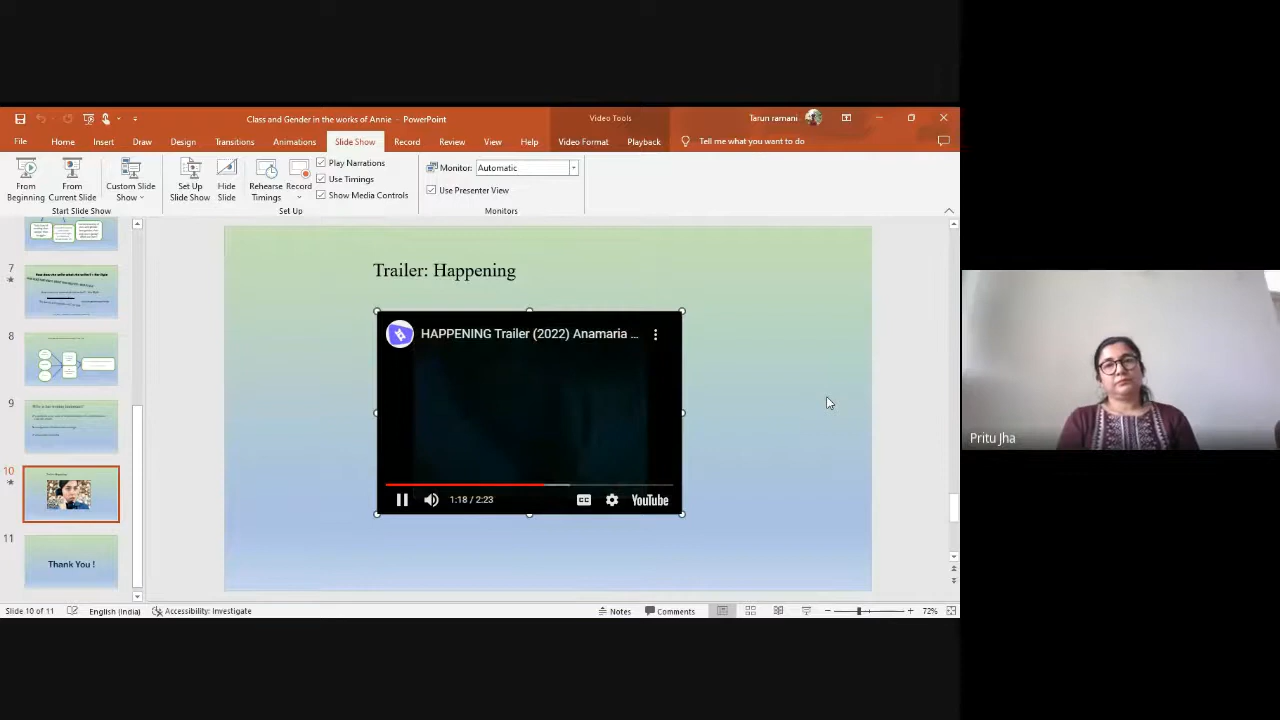 Class and Gender in the works of Annie - PowerPoint
Video Tools
Tarun ramani
File Home Insert Draw Design Transitions Animations Slide Show Record Review View Help Video Format Playback Tell me what you want to do
From Beginning
From Current Slide
Custom Slide Show
Set Up Slide Show
Hide Slide
Rehearse Timings
Record
Play Narrations
Use Timings
Show Media Controls
Monitor: Automatic
Use Presenter View
Start Slide Show
Set Up
Monitors
7
8
9
10
11
Thank You !
Trailer: Happening
HAPPENING Trailer (2022) Anamaria ...
1:18 / 2:23
CC
YouTube
Pritu Jha
Slide 10 of 11
English (India)
Accessibility: Investigate
Notes
Comments
72%